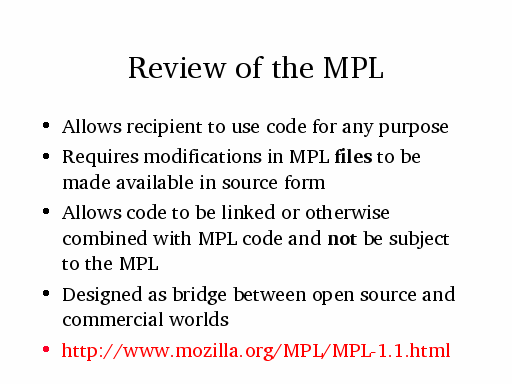 Review of the MPL
• Allows recipient to use code for any purpose
• Requires modifications in MPL files to be
made available in source form
• Allows code to be linked or otherwise
combined with MPL code and not be subject
to the MPL
• Designed as bridge between open source and
commercial worlds
• http://www.mozilla.org/MPL/MPL-1.1.html